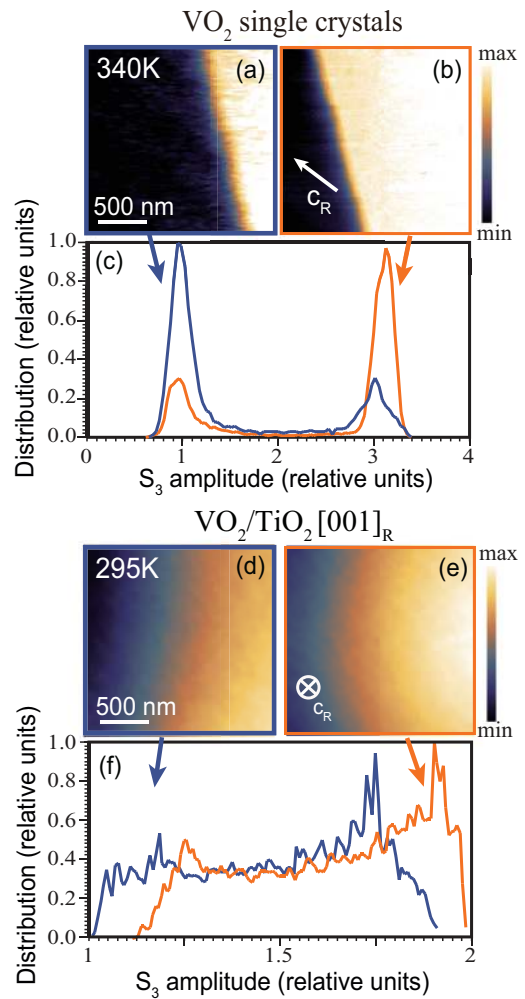 VO₂ single crystals
340K (a) (b) max
c_R
500 nm min
(c)
1.0
0.8
0.6
0.4
0.2
0.0
Distribution (relative units)
0 1 2 3 4
S₃ amplitude (relative units)
VO₂/TiO₂ [001]_R
295K (d) (e) max
c_R
500 nm min
(f)
1.0
0.8
0.6
0.4
0.2
0.0
Distribution (relative units)
1 1.5 2
S₃ amplitude (relative units)